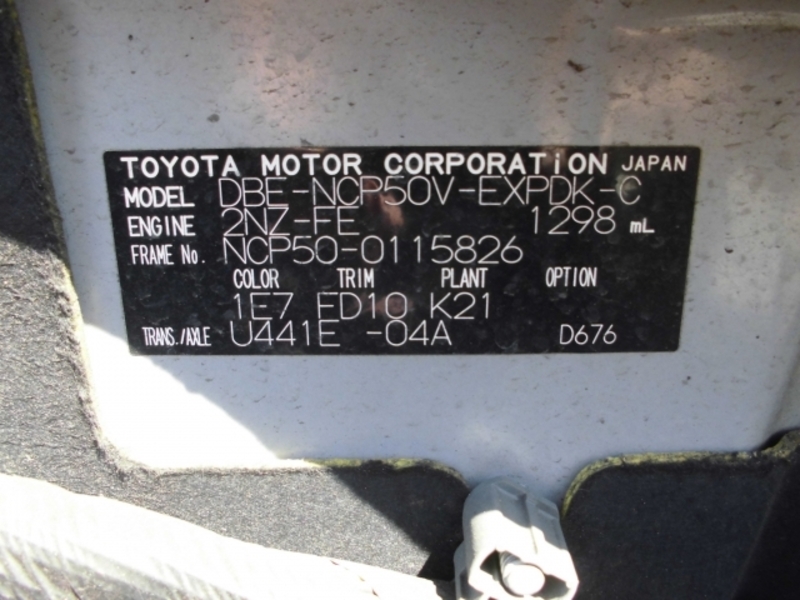 TOYOTA MOTOR CORPORATION JAPAN
MODEL DBE-NCP50V-EXPDK-C
ENGINE 2NZ-FE 1298 mL
FRAME No. NCP50-0115826
COLOR TRIM PLANT OPTION
1E7 ED10 K21
TRANS./AXLE U441E -04A D676